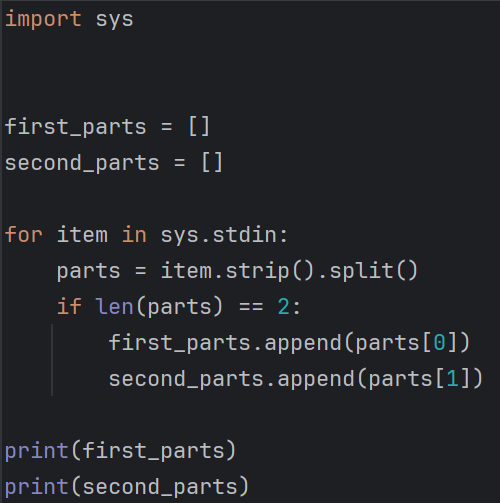 import sys
first_parts = []
second_parts = []
for item in sys.stdin:
    parts = item.strip().split()
    if len(parts) == 2:
        first_parts.append(parts[0])
        second_parts.append(parts[1])
print(first_parts)
print(second_parts)